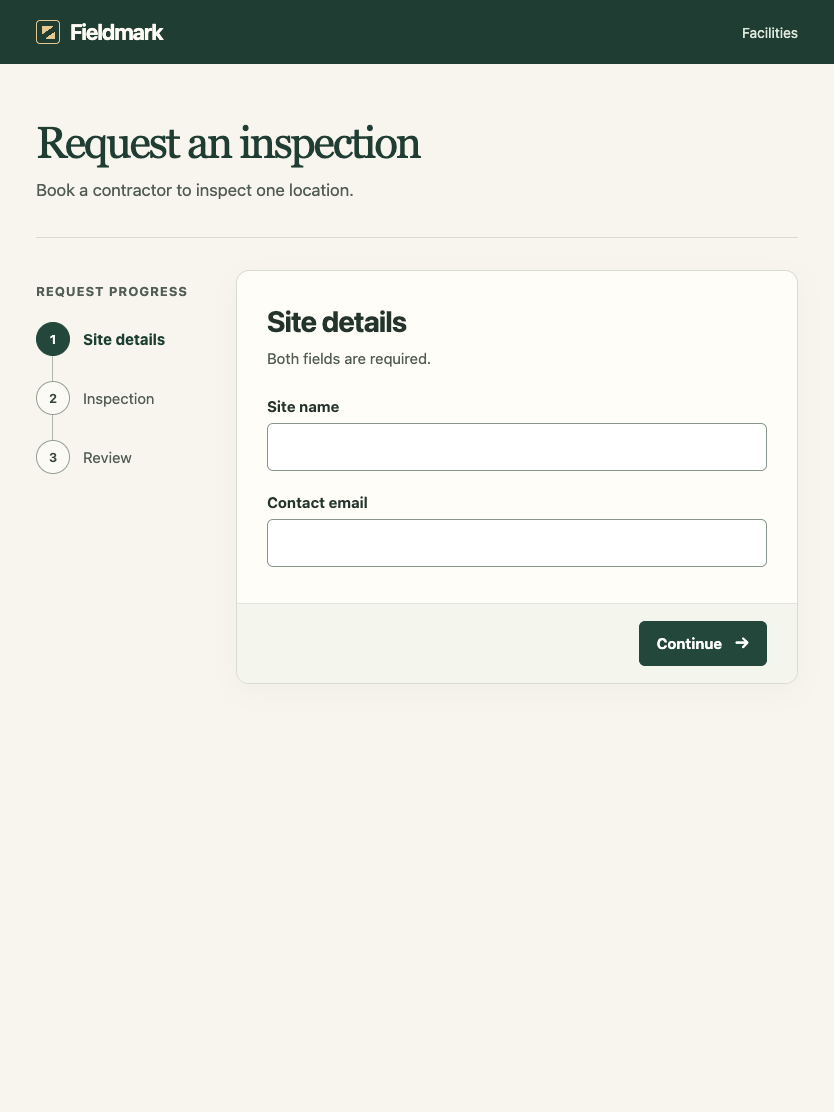 Fieldmark
Facilities
Request an inspection
Book a contractor to inspect one location.
REQUEST PROGRESS
1 Site details
2 Inspection
3 Review
Site details
Both fields are required.
Site name
Contact email
Continue →